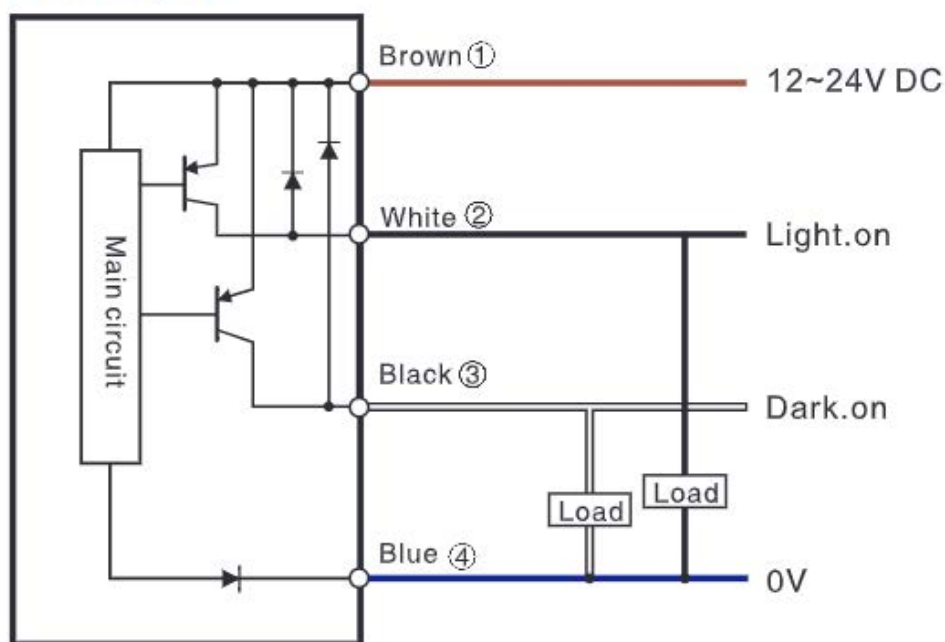 Brown ①
12~24V DC
White ②
Light.on
Main circuit
Black ③
Dark.on
Load
Load
Blue ④
0V